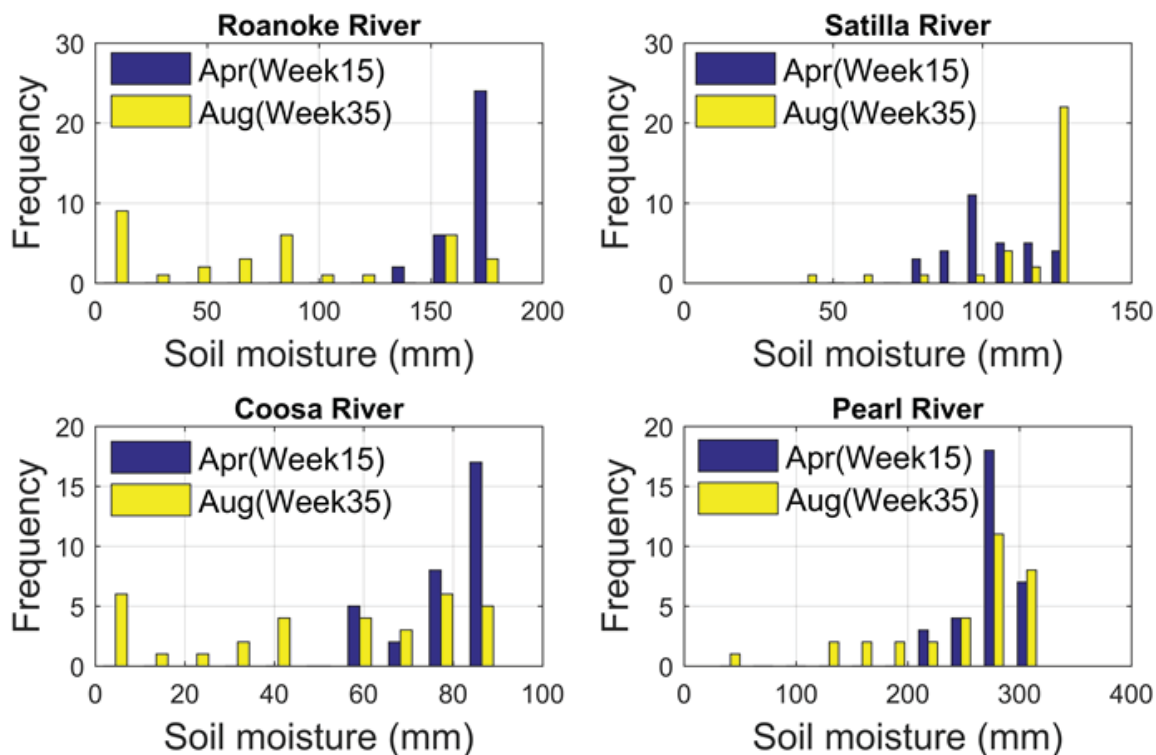 Roanoke River
30
20
10
0
Frequency
Apr(Week15)
Aug(Week35)
0 50 100 150 200
Soil moisture (mm)
Satilla River
30
20
10
0
Frequency
Apr(Week15)
Aug(Week35)
0 50 100 150
Soil moisture (mm)
Coosa River
20
15
10
5
0
Frequency
Apr(Week15)
Aug(Week35)
0 20 40 60 80 100
Soil moisture (mm)
Pearl River
20
15
10
5
0
Frequency
Apr(Week15)
Aug(Week35)
0 100 200 300 400
Soil moisture (mm)